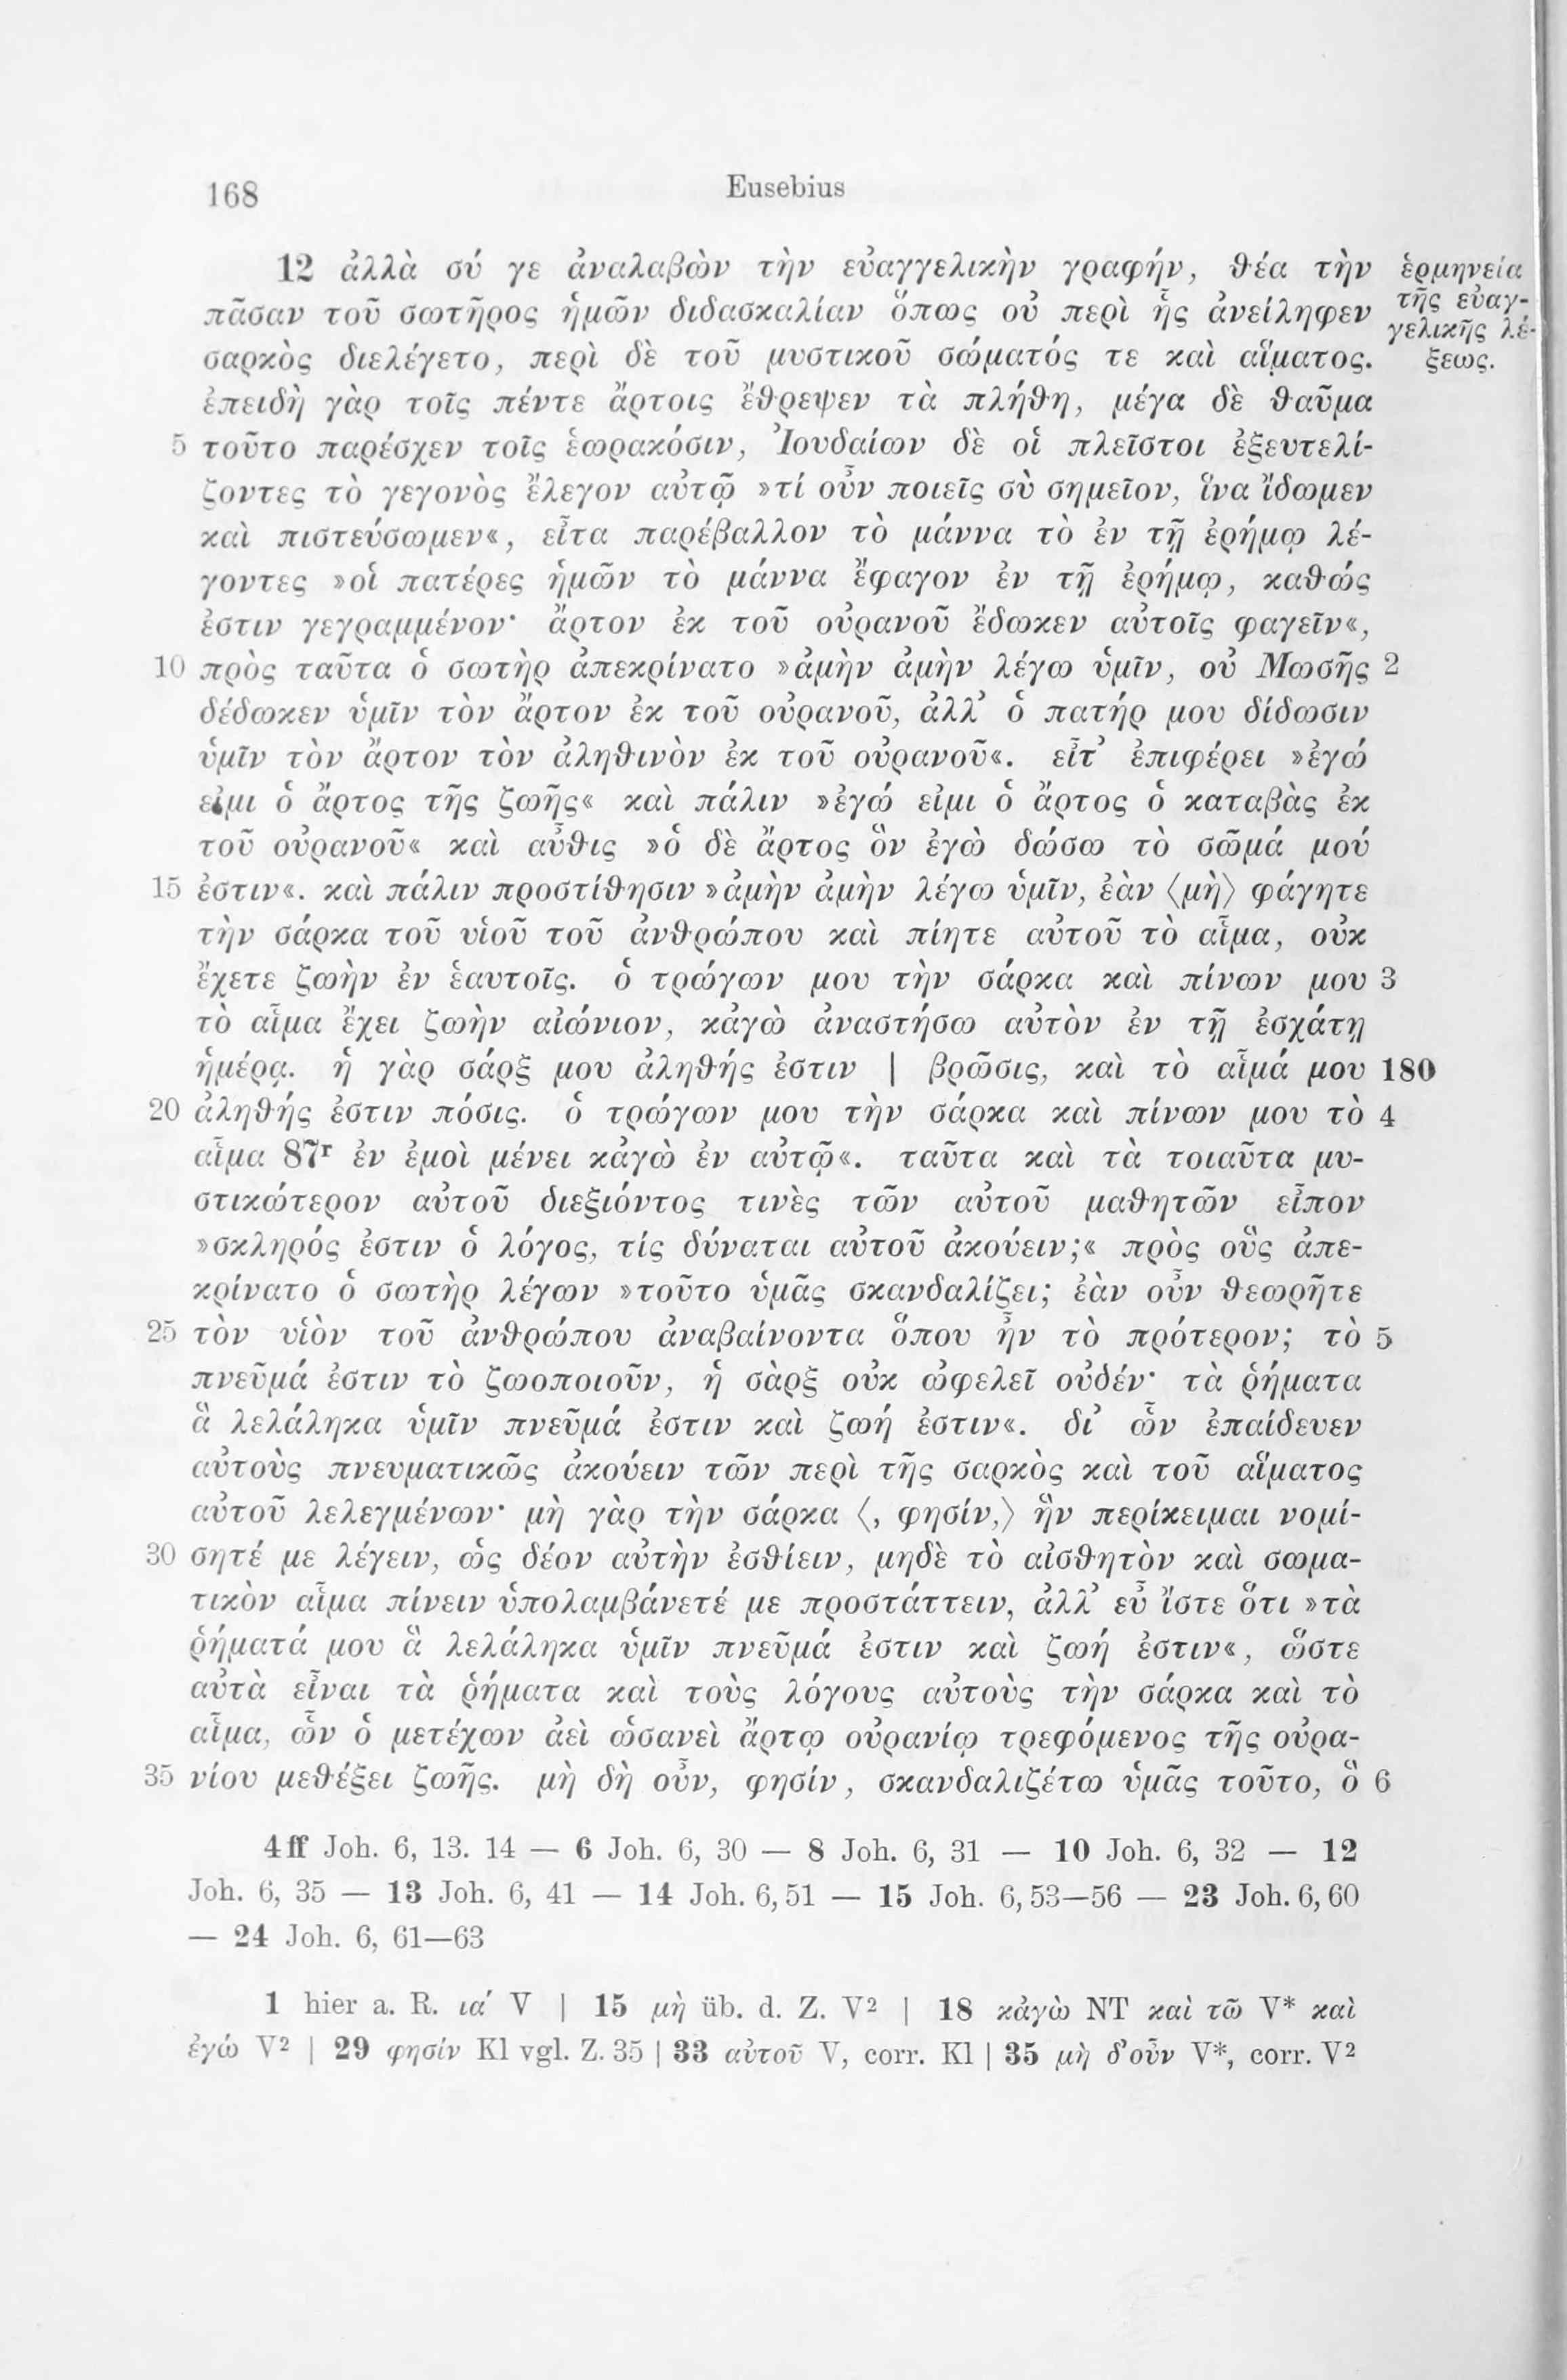 168 Eusebius
12 ἀλλὰ σύ γε ἀναλαβὼν τὴν εὐαγγελικὴν γραφήν, θέα τὴν ἑρμηνεία
πᾶσαν τοῦ σωτῆρος ἡμῶν διδασκαλίαν ὅπως οὐ περὶ ἧς ἀνείληφεν τῆς εὐαγ-
γελικῆς λέ-
σαρκὸς διελέγετο, περὶ δὲ τοῦ μυστικοῦ σώματός τε καὶ αἵματος. ξεως.
ἐπειδὴ γὰρ τοῖς πέντε ἄρτοις ἔθρεψεν τὰ πλήθη, μέγα δὲ θαῦμα
5 τοῦτο παρέσχεν τοῖς ἑωρακόσιν, Ἰουδαίων δὲ οἱ πλεῖστοι ἐξευτελί-
ζοντες τὸ γεγονὸς ἔλεγον αὐτῷ »τί οὖν ποιεῖς σὺ σημεῖον, ἵνα ἴδωμεν
καὶ πιστεύσωμεν«, εἶτα παρέβαλλον τὸ μάννα τὸ ἐν τῇ ἐρήμῳ λέ-
γοντες »οἱ πατέρες ἡμῶν τὸ μάννα ἔφαγον ἐν τῇ ἐρήμῳ, καθώς
ἐστιν γεγραμμένον· ἄρτον ἐκ τοῦ οὐρανοῦ ἔδωκεν αὐτοῖς φαγεῖν«,
10 πρὸς ταῦτα ὁ σωτὴρ ἀπεκρίνατο »ἀμὴν ἀμὴν λέγω ὑμῖν, οὐ Μωσῆς 2
δέδωκεν ὑμῖν τὸν ἄρτον ἐκ τοῦ οὐρανοῦ, ἀλλ’ ὁ πατήρ μου δίδωσιν
ὑμῖν τὸν ἄρτον τὸν ἀληθινὸν ἐκ τοῦ οὐρανοῦ«. εἶτ’ ἐπιφέρει »ἐγώ
εἰμι ὁ ἄρτος τῆς ζωῆς« καὶ πάλιν »ἐγώ εἰμι ὁ ἄρτος ὁ καταβὰς ἐκ
τοῦ οὐρανοῦ« καὶ αὖθις »ὁ δὲ ἄρτος ὃν ἐγὼ δώσω τὸ σῶμά μού
15 ἐστιν«. καὶ πάλιν προστίθησιν »ἀμὴν ἀμὴν λέγω ὑμῖν, ἐὰν ⟨μὴ⟩ φάγητε
τὴν σάρκα τοῦ υἱοῦ τοῦ ἀνθρώπου καὶ πίητε αὐτοῦ τὸ αἷμα, οὐκ
ἔχετε ζωὴν ἐν ἑαυτοῖς. ὁ τρώγων μου τὴν σάρκα καὶ πίνων μου 3
τὸ αἷμα ἔχει ζωὴν αἰώνιον, κἀγὼ ἀναστήσω αὐτὸν ἐν τῇ ἐσχάτῃ
ἡμέρᾳ. ἡ γὰρ σάρξ μου ἀληθής ἐστιν | βρῶσις, καὶ τὸ αἷμά μου 180
20 ἀληθής ἐστιν πόσις. ὁ τρώγων μου τὴν σάρκα καὶ πίνων μου τὸ 4
αἷμα 87r ἐν ἐμοὶ μένει κἀγὼ ἐν αὐτῷ«. ταῦτα καὶ τὰ τοιαῦτα μυ-
στικώτερον αὐτοῦ διεξιόντος τινὲς τῶν αὐτοῦ μαθητῶν εἶπον
»σκληρός ἐστιν ὁ λόγος, τίς δύναται αὐτοῦ ἀκούειν;« πρὸς οὓς ἀπε-
κρίνατο ὁ σωτὴρ λέγων »τοῦτο ὑμᾶς σκανδαλίζει; ἐὰν οὖν θεωρῆτε
25 τὸν υἱὸν τοῦ ἀνθρώπου ἀναβαίνοντα ὅπου ἦν τὸ πρότερον; τὸ 5
πνεῦμά ἐστιν τὸ ζωοποιοῦν, ἡ σὰρξ οὐκ ὠφελεῖ οὐδέν· τὰ ῥήματα
ἃ λελάληκα ὑμῖν πνεῦμά ἐστιν καὶ ζωή ἐστιν«. δι’ ὧν ἐπαίδευεν
αὐτοὺς πνευματικῶς ἀκούειν τῶν περὶ τῆς σαρκὸς καὶ τοῦ αἵματος
αὐτοῦ λελεγμένων· μὴ γὰρ τὴν σάρκα ⟨, φησίν,⟩ ἣν περίκειμαι νομί-
30 σητέ με λέγειν, ὡς δέον αὐτὴν ἐσθίειν, μηδὲ τὸ αἰσθητὸν καὶ σωμα-
τικὸν αἷμα πίνειν ὑπολαμβάνετέ με προστάττειν, ἀλλ’ εὖ ἴστε ὅτι »τὰ
ῥήματά μου ἃ λελάληκα ὑμῖν πνεῦμά ἐστιν καὶ ζωή ἐστιν«, ὥστε
αὐτὰ εἶναι τὰ ῥήματα καὶ τοὺς λόγους αὐτοὺς τὴν σάρκα καὶ τὸ
αἷμα, ὧν ὁ μετέχων ἀεὶ ὡσανεὶ ἄρτῳ οὐρανίῳ τρεφόμενος τῆς οὐρα-
35 νίου μεθέξει ζωῆς. μὴ δὴ οὖν, φησίν, σκανδαλιζέτω ὑμᾶς τοῦτο, ὃ 6
4 ff Joh. 6, 13. 14 — 6 Joh. 6, 30 — 8 Joh. 6, 31 — 10 Joh. 6, 32 — 12
Joh. 6, 35 — 13 Joh. 6, 41 — 14 Joh. 6, 51 — 15 Joh. 6, 53—56 — 23 Joh. 6, 60
— 24 Joh. 6, 61—63
1 hier a. R. ια′ V | 15 μὴ üb. d. Z. V2 | 18 κἀγὼ NT καὶ τῶ V* καὶ
ἐγώ V2 | 29 φησίν Kl vgl. Z. 35 | 33 αὐτοῦ V, corr. Kl | 35 μὴ δ’οὖν V*, corr. V2